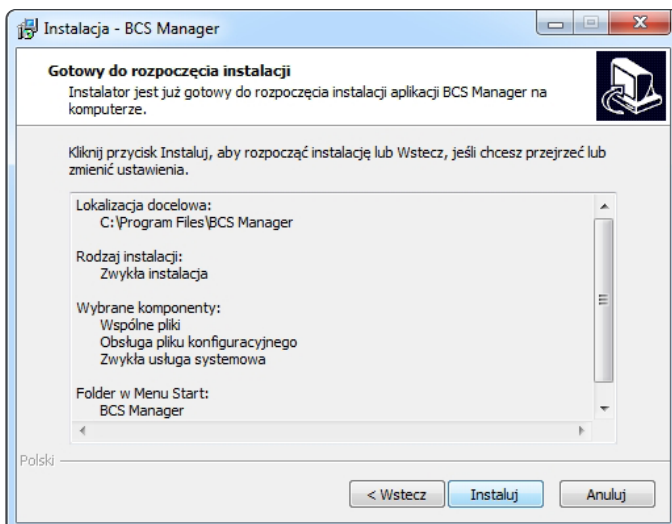 Instalacja - BCS Manager
Gotowy do rozpoczęcia instalacji
Instalator jest już gotowy do rozpoczęcia instalacji aplikacji BCS Manager na
komputerze.
Kliknij przycisk Instaluj, aby rozpocząć instalację lub Wstecz, jeśli chcesz przejrzeć lub
zmienić ustawienia.
Lokalizacja docelowa:
C:\Program Files\BCS Manager
Rodzaj instalacji:
Zwykła instalacja
Wybrane komponenty:
Wspólne pliki
Obsługa pliku konfiguracyjnego
Zwykła usługa systemowa
Folder w Menu Start:
BCS Manager
Polski
< Wstecz Instaluj Anuluj